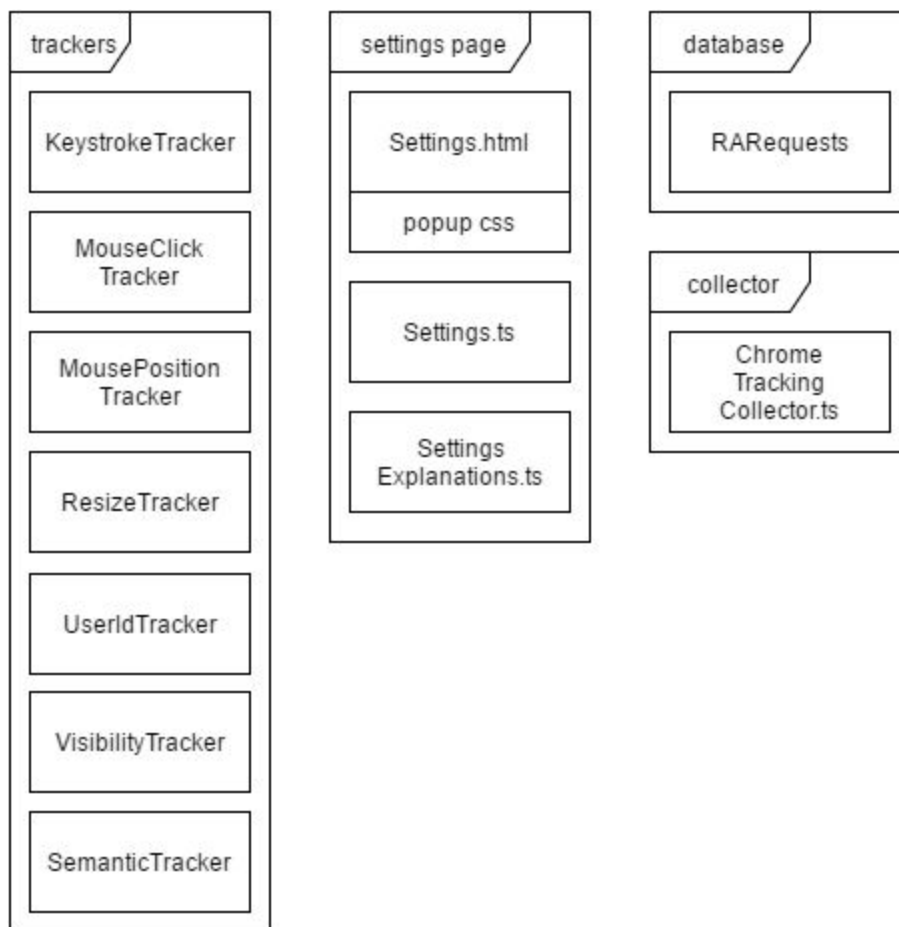 trackers
KeystrokeTracker
MouseClick
Tracker
MousePosition
Tracker
ResizeTracker
UserIdTracker
VisibilityTracker
SemanticTracker
settings page
Settings.html
popup css
Settings.ts
Settings
Explanations.ts
database
RARequests
collector
Chrome
Tracking
Collector.ts